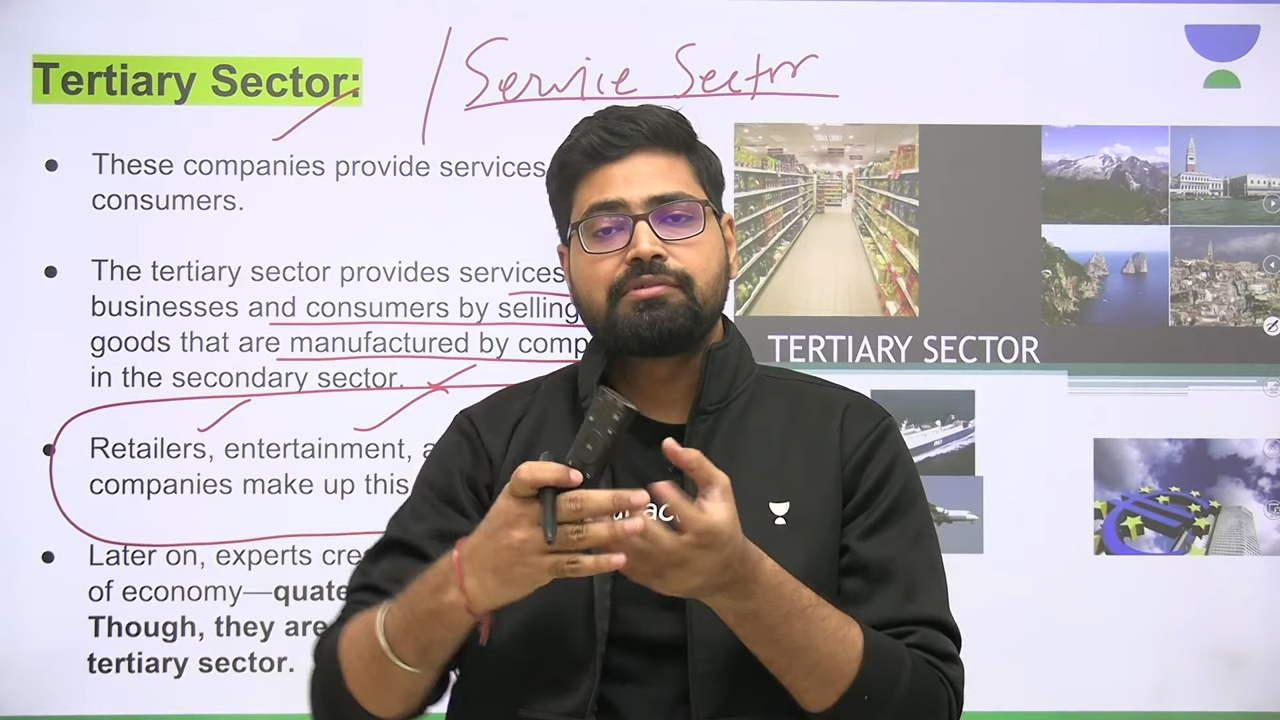 Tertiary Sector:
/ Service Sector
These companies provide services
consumers.
The tertiary sector provides services
businesses and consumers by selling
goods that are manufactured by comp
in the secondary sector.
Retailers, entertainment, a
companies make up this
Later on, experts cre
of economy—quate
Though, they are
tertiary sector.
TERTIARY SECTOR